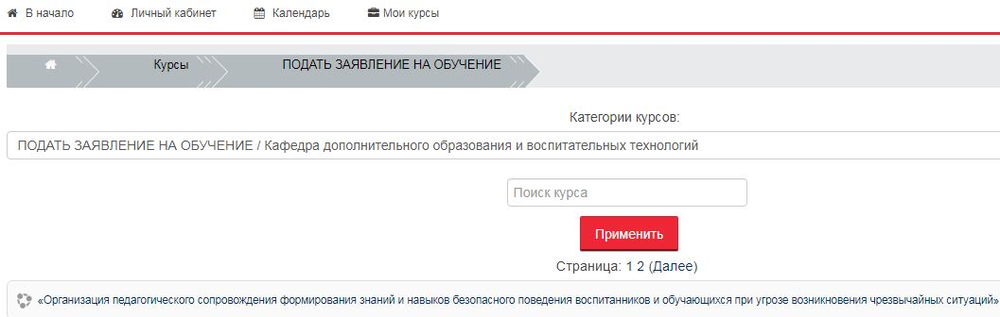 В начало Личный кабинет Календарь Мои курсы
Курсы ПОДАТЬ ЗАЯВЛЕНИЕ НА ОБУЧЕНИЕ
Категории курсов:
ПОДАТЬ ЗАЯВЛЕНИЕ НА ОБУЧЕНИЕ / Кафедра дополнительного образования и воспитательных технологий
Поиск курса
Применить
Страница: 1 2 (Далее)
«Организация педагогического сопровождения формирования знаний и навыков безопасного поведения воспитанников и обучающихся при угрозе возникновения чрезвычайных ситуаций»